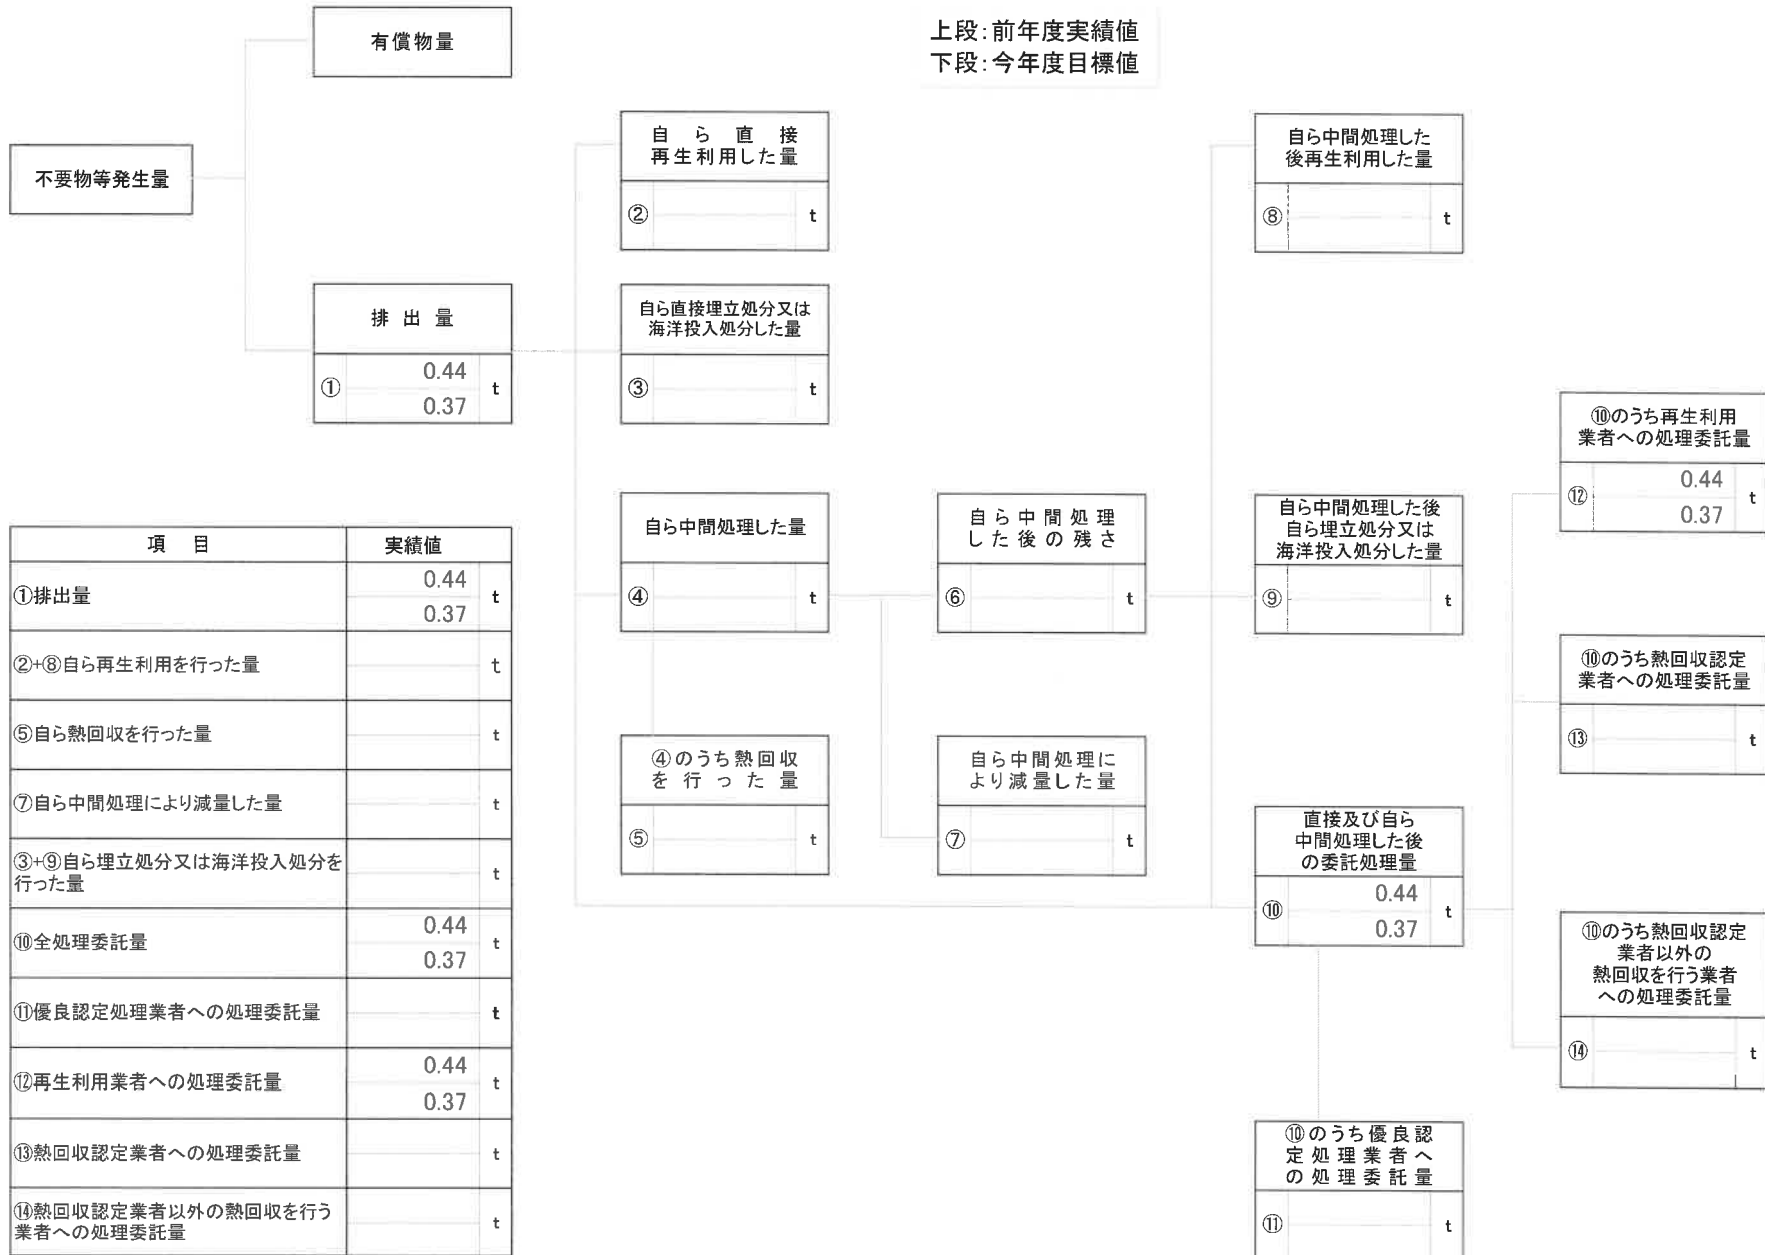 有償物量
上段:前年度実績値
下段:今年度目標値
不要物等発生量
自ら直接
再生利用した量
② t
自ら中間処理した
後再生利用した量
⑧ t
排出量
0.44
① t
0.37
自ら直接埋立処分又は
海洋投入処分した量
③ t
⑩のうち再生利用
業者への処理委託量
0.44
⑫ t
0.37
自ら中間処理した量
④ t
自ら中間処理
した後の残さ
⑥ t
自ら中間処理した後
自ら埋立処分又は
海洋投入処分した量
⑨ t
⑩のうち熱回収認定
業者への処理委託量
⑬ t
④のうち熱回収
を行った量
⑤ t
自ら中間処理に
より減量した量
⑦ t
直接及び自ら
中間処理した後
の委託処理量
0.44
⑩ t
0.37
⑩のうち熱回収認定
業者以外の
熱回収を行う業者
への処理委託量
⑭ t
⑩のうち優良認
定処理業者へ
の処理委託量
⑪ t
項目 実績値
0.44
①排出量 t
0.37
②+⑧自ら再生利用を行った量 t
⑤自ら熱回収を行った量 t
⑦自ら中間処理により減量した量 t
③+⑨自ら埋立処分又は海洋投入処分を
行った量 t
0.44
⑩全処理委託量 t
0.37
⑪優良認定処理業者への処理委託量 t
0.44
⑫再生利用業者への処理委託量 t
0.37
⑬熱回収認定業者への処理委託量 t
⑭熱回収認定業者以外の熱回収を行う
業者への処理委託量 t